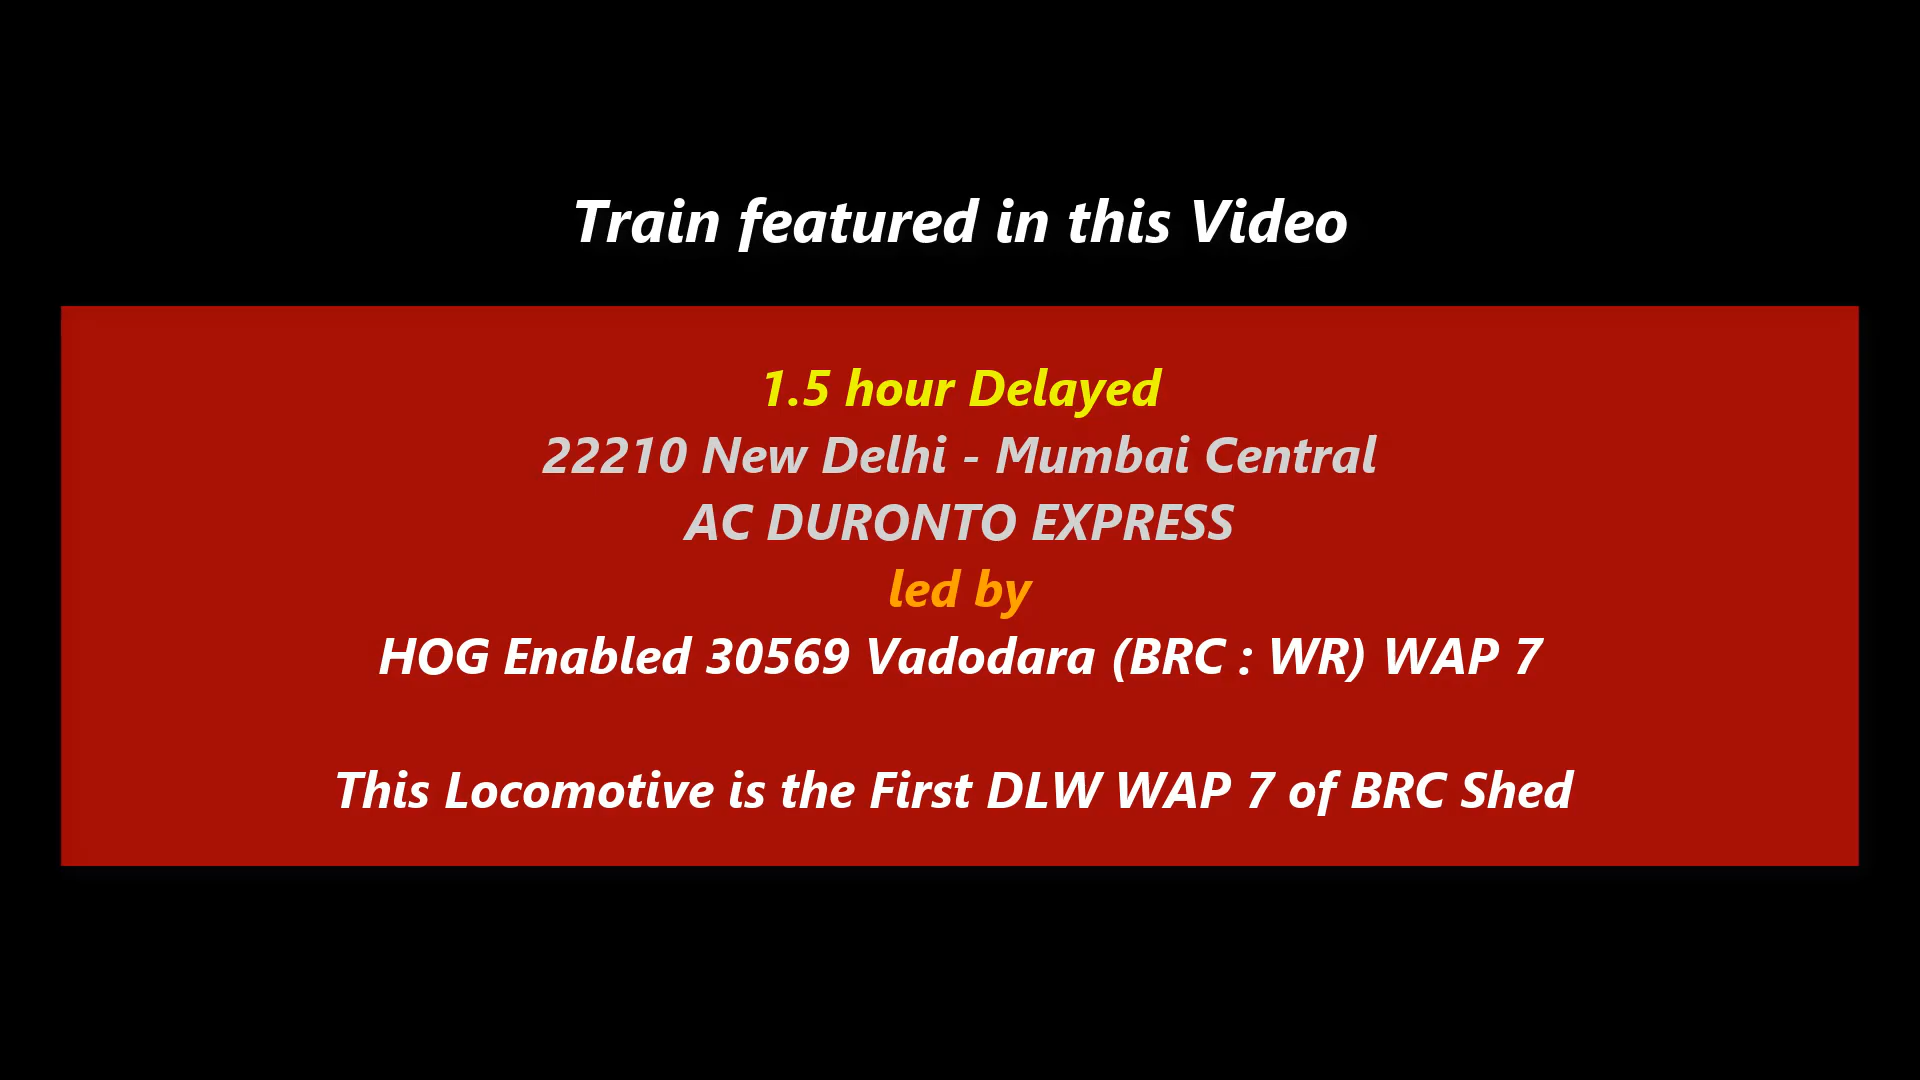 Train featured in this Video
1.5 hour Delayed
22210 New Delhi - Mumbai Central
AC DURONTO EXPRESS
led by
HOG Enabled 30569 Vadodara (BRC : WR) WAP 7
This Locomotive is the First DLW WAP 7 of BRC Shed